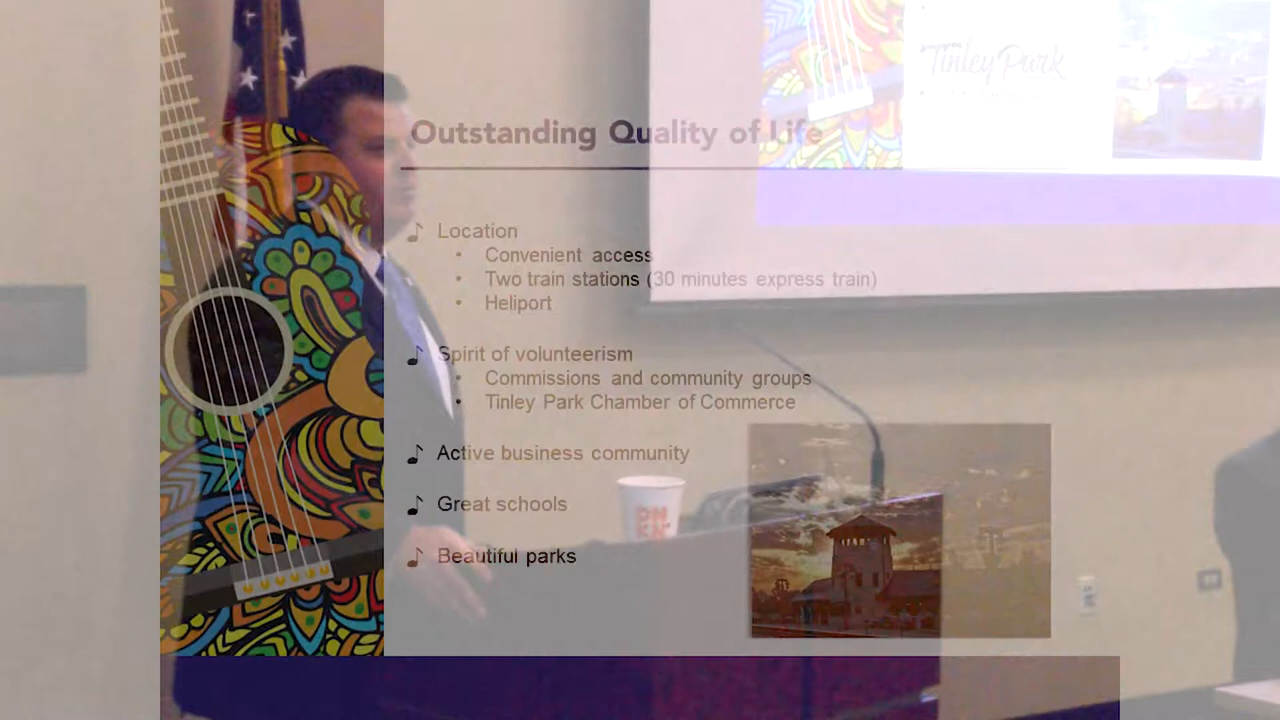 Tinley Park
Outstanding Quality of Life
Location
• Convenient access
• Two train stations (30 minutes express train)
• Heliport
Spirit of volunteerism
• Commissions and community groups
• Tinley Park Chamber of Commerce
Active business community
Great schools
Beautiful parks
DN